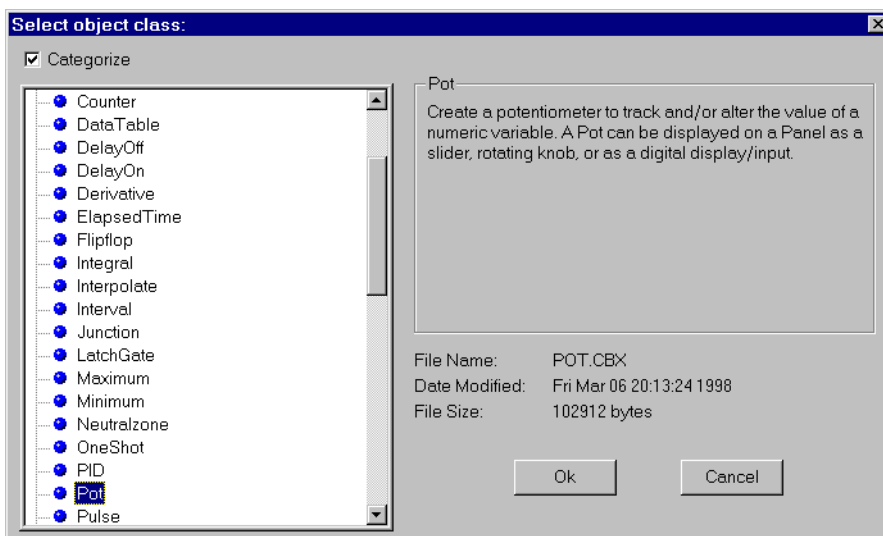 Select object class:
Categorize
Counter
DataTable
DelayOff
DelayOn
Derivative
ElapsedTime
Flipflop
Integral
Interpolate
Interval
Junction
LatchGate
Maximum
Minimum
Neutralzone
OneShot
PID
Pot
Pulse
Pot
Create a potentiometer to track and/or alter the value of a
numeric variable. A Pot can be displayed on a Panel as a
slider, rotating knob, or as a digital display/input.
File Name: POT.CBX
Date Modified: Fri Mar 06 20:13:24 1998
File Size: 102912 bytes
Ok Cancel